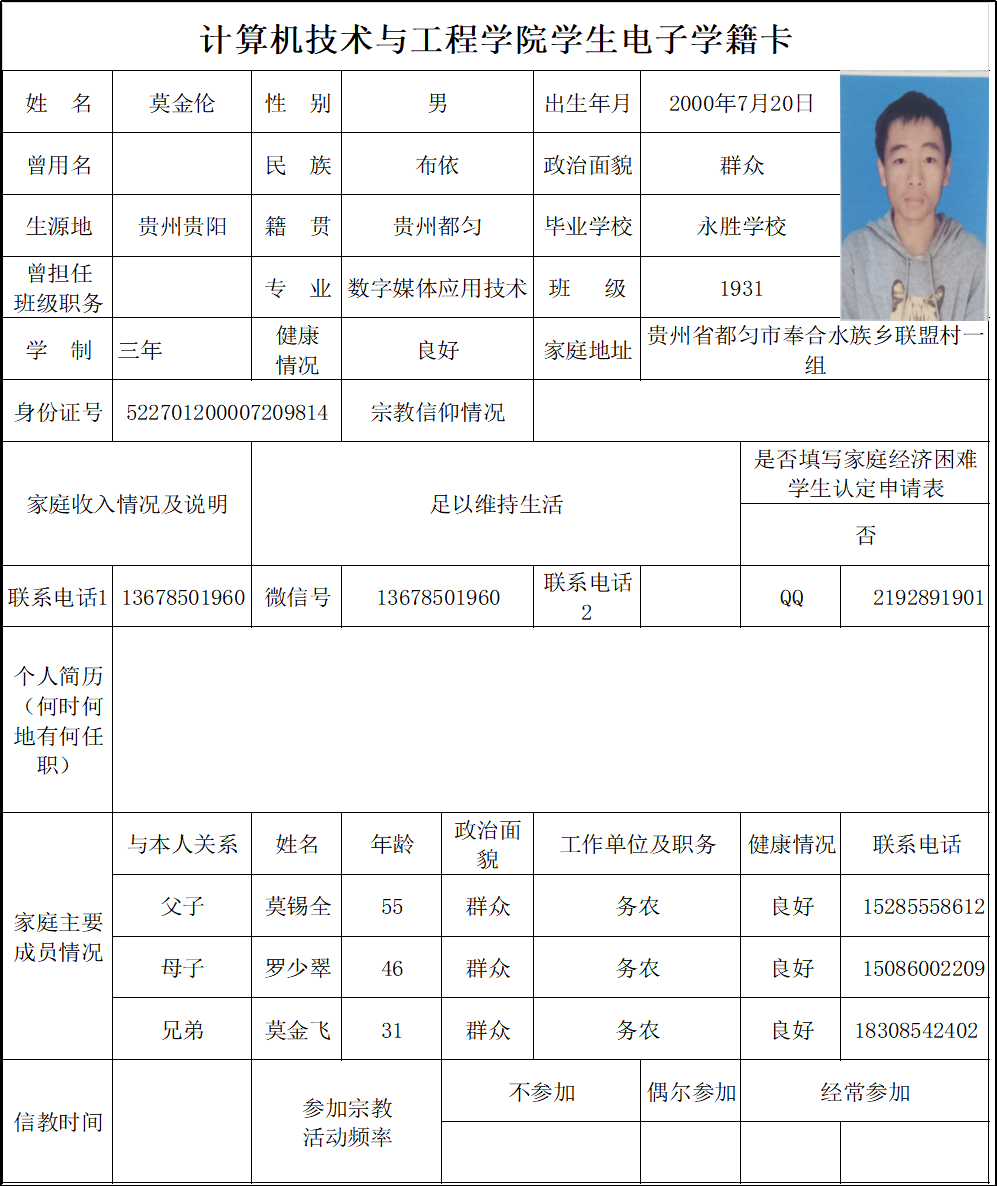 计算机技术与工程学院学生电子学籍卡
姓 名 莫金伦 性 别 男 出生年月 2000年7月20日
曾用名 民 族 布依 政治面貌 群众
生源地 贵州贵阳 籍 贯 贵州都匀 毕业学校 永胜学校
曾担任
班级职务 专 业 数字媒体应用技术 班 级 1931
学 制 三年 健康
情况 良好 家庭地址 贵州省都匀市奉合水族乡联盟村一
组
身份证号 522701200007209814 宗教信仰情况
家庭收入情况及说明 足以维持生活 是否填写家庭经济困难
学生认定申请表
否
联系电话1 13678501960 微信号 13678501960 联系电话
2 QQ 2192891901
个人简历
（何时何
地有何任
职）
家庭主要
成员情况
与本人关系 姓名 年龄 政治面
貌 工作单位及职务 健康情况 联系电话
父子 莫锡全 55 群众 务农 良好 15285558612
母子 罗少翠 46 群众 务农 良好 15086002209
兄弟 莫金飞 31 群众 务农 良好 18308542402
信教时间 参加宗教
活动频率 不参加 偶尔参加 经常参加